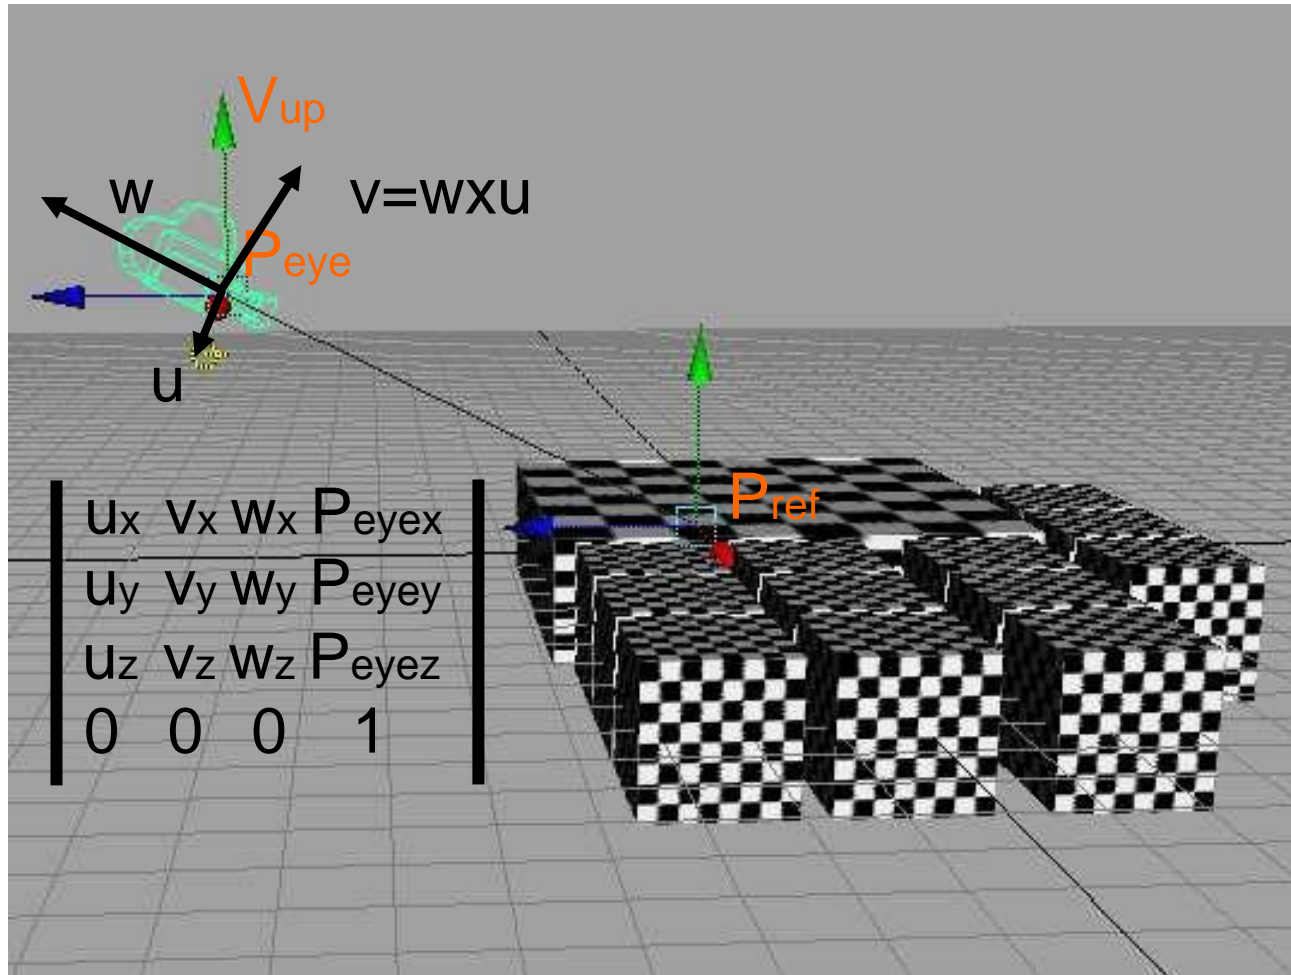 Vup
w
v=wxu
Peye
u
Pref
ux vx wx Peyex
uy vy wy Peyey
uz vz wz Peyez
0 0 0 1